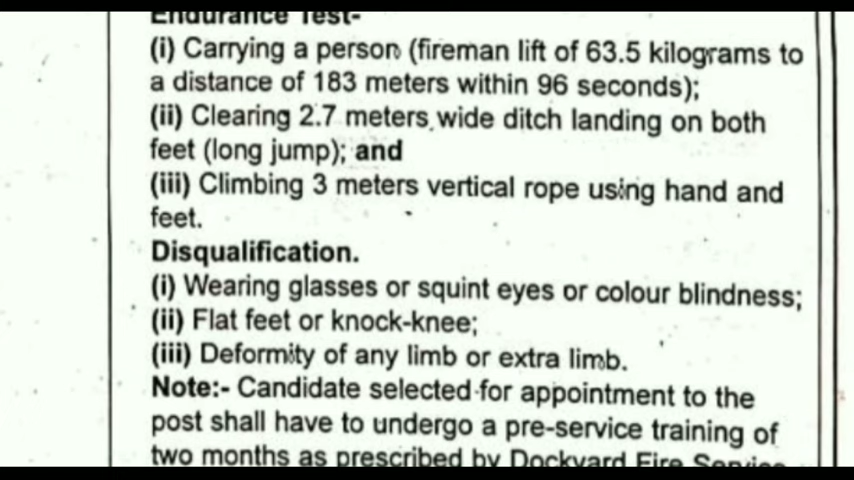 Endurance Test-
(i) Carrying a person (fireman lift of 63.5 kilograms to
a distance of 183 meters within 96 seconds);
(ii) Clearing 2.7 meters wide ditch landing on both
feet (long jump); and
(iii) Climbing 3 meters vertical rope using hand and
feet.
Disqualification.
(i) Wearing glasses or squint eyes or colour blindness;
(ii) Flat feet or knock-knee;
(iii) Deformity of any limb or extra limb.
Note:- Candidate selected for appointment to the
post shall have to undergo a pre-service training of
two months as prescribed by Dockyard Fire Service